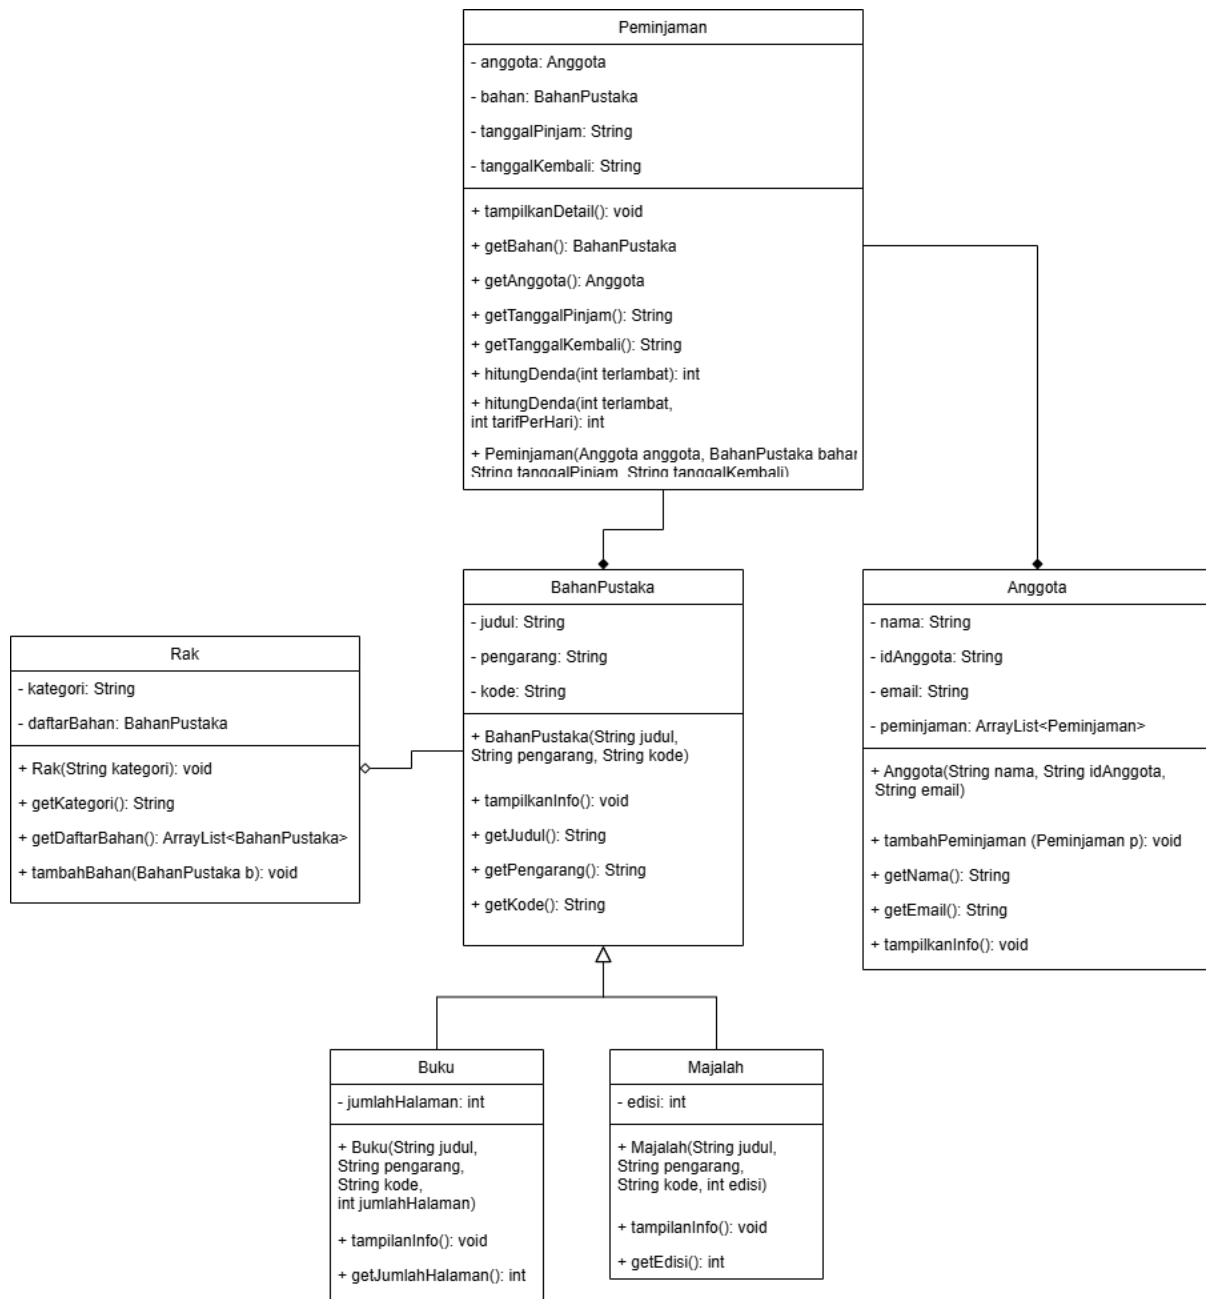 Peminjaman
- anggota: Anggota
- bahan: BahanPustaka
- tanggalPinjam: String
- tanggalKembali: String
+ tampilkanDetail(): void
+ getBahan(): BahanPustaka
+ getAnggota(): Anggota
+ getTanggalPinjam(): String
+ getTanggalKembali(): String
+ hitungDenda(int terlambat): int
+ hitungDenda(int terlambat,
int tarifPerHari): int
+ Peminjaman(Anggota anggota, BahanPustaka bahan
String tanggalPinjam, String tanggalKembali)
BahanPustaka
- judul: String
- pengarang: String
- kode: String
+ BahanPustaka(String judul,
String pengarang, String kode)
+ tampilkanInfo(): void
+ getJudul(): String
+ getPengarang(): String
+ getKode(): String
Anggota
- nama: String
- idAnggota: String
- email: String
- peminjaman: ArrayList<Peminjaman>
+ Anggota(String nama, String idAnggota,
String email)
+ tambahPeminjaman (Peminjaman p): void
+ getNama(): String
+ getEmail(): String
+ tampilkanInfo(): void
Rak
- kategori: String
- daftarBahan: BahanPustaka
+ Rak(String kategori): void
+ getKategori(): String
+ getDaftarBahan(): ArrayList<BahanPustaka>
+ tambahBahan(BahanPustaka b): void
Buku
- jumlahHalaman: int
+ Buku(String judul,
String pengarang,
String kode,
int jumlahHalaman)
+ tampilanInfo(): void
+ getJumlahHalaman(): int
Majalah
- edisi: int
+ Majalah(String judul,
String pengarang,
String kode, int edisi)
+ tampilanInfo(): void
+ getEdisi(): int